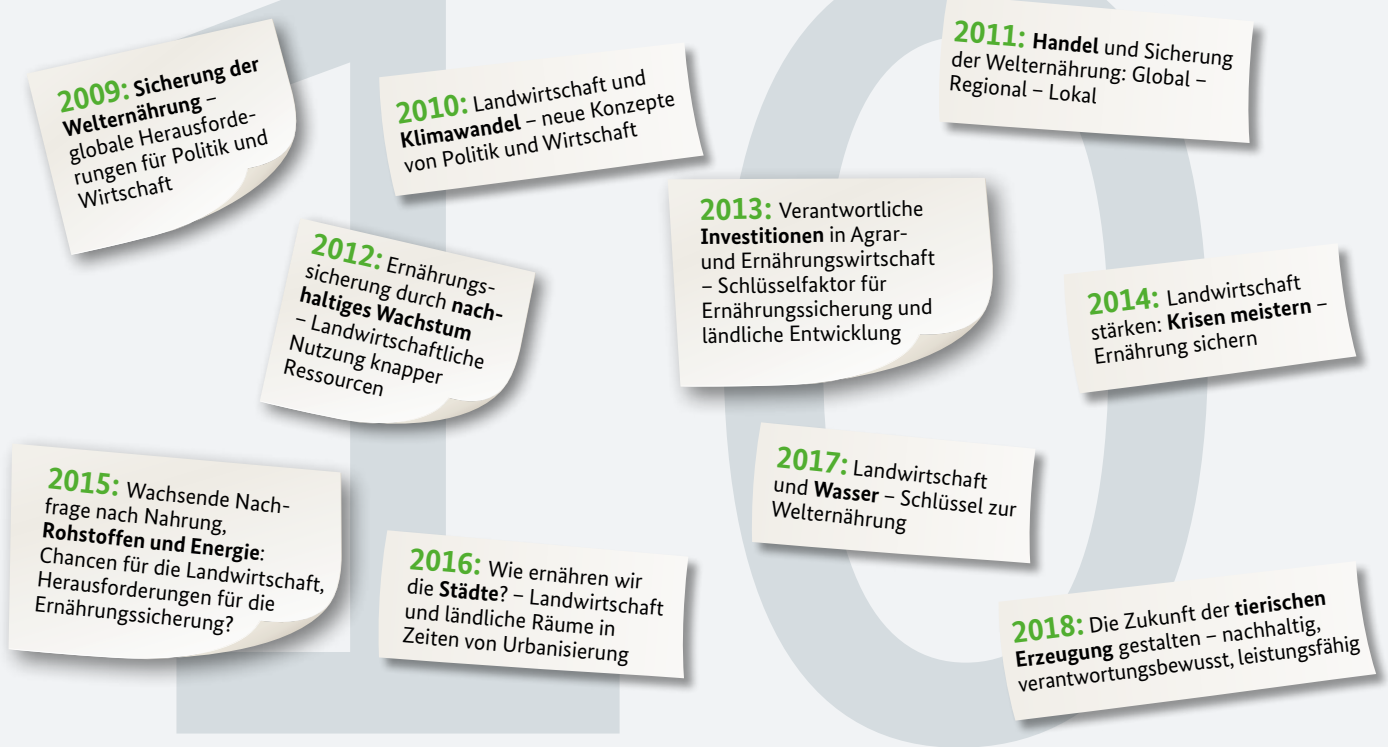 2009: Sicherung der
Welternährung –
globale Herausforde-
rungen für Politik und
Wirtschaft
2010: Landwirtschaft und
Klimawandel – neue Konzepte
von Politik und Wirtschaft
2011: Handel und Sicherung
der Welternährung: Global –
Regional – Lokal
2012: Ernährungs-
sicherung durch nach-
haltiges Wachstum
– Landwirtschaftliche
Nutzung knapper
Ressourcen
2013: Verantwortliche
Investitionen in Agrar-
und Ernährungswirtschaft
– Schlüsselfaktor für
Ernährungssicherung und
ländliche Entwicklung
2014: Landwirtschaft
stärken: Krisen meistern –
Ernährung sichern
2015: Wachsende Nach-
frage nach Nahrung,
Rohstoffen und Energie:
Chancen für die Landwirtschaft,
Herausforderungen für die
Ernährungssicherung?
2016: Wie ernähren wir
die Städte? – Landwirtschaft
und ländliche Räume in
Zeiten von Urbanisierung
2017: Landwirtschaft
und Wasser – Schlüssel zur
Welternährung
2018: Die Zukunft der tierischen
Erzeugung gestalten – nachhaltig,
verantwortungsbewusst, leistungsfähig
10